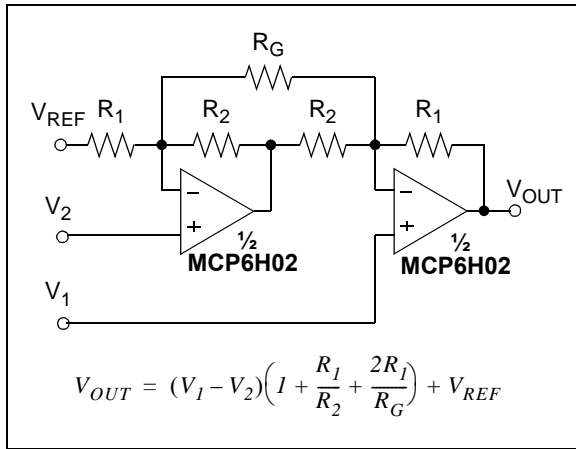 R_G
V_REF R_1 R_2 R_2 R_1
V_OUT
V_2
− + − +
½ ½
MCP6H02 MCP6H02
V_1
V_OUT = (V_1 – V_2)(1 + R_1/R_2 + 2R_1/R_G) + V_REF